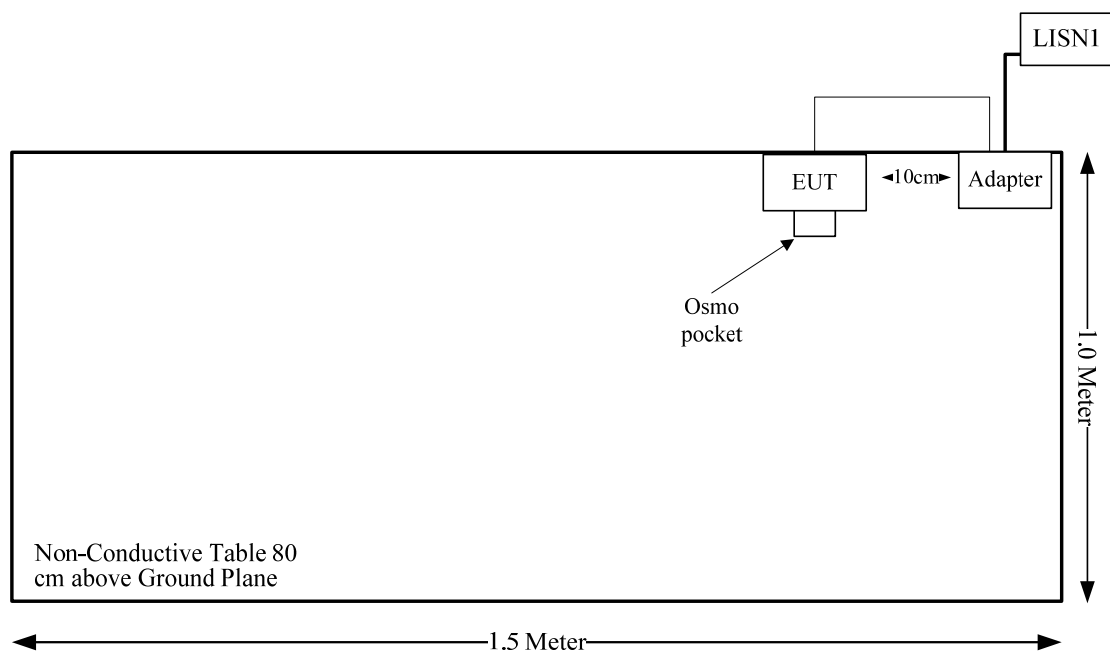 LISN1
EUT
10cm
Adapter
Osmo
pocket
1.0 Meter
Non-Conductive Table 80
cm above Ground Plane
1.5 Meter